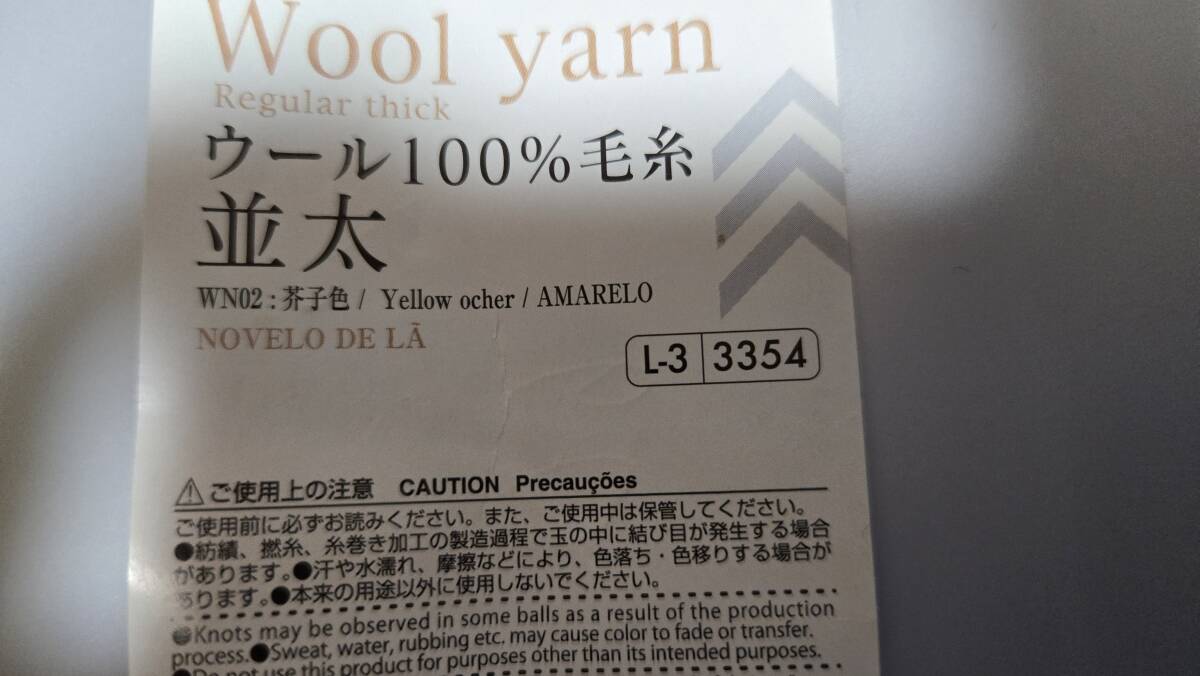 Wool yarn
Regular thick
ウール100%毛糸
並太
WN02 : 芥子色 / Yellow ocher / AMARELO
NOVELO DE LÃ
L-3 3354
⚠ご使用上の注意 CAUTION Precauções
ご使用前に必ずお読みください。また、ご使用中は保管してください。
●紡績、撚糸、糸巻き加工の製造過程で玉の中に結び目が発生する場合
があります。●汗や水濡れ、摩擦などにより、色落ち・色移りする場合が
あります。●本来の用途以外に使用しないでください。
●Knots may be observed in some balls as a result of the production
process.●Sweat, water, rubbing etc. may cause color to fade or transfer.
●Do not use this product for purposes other than its intended purposes.